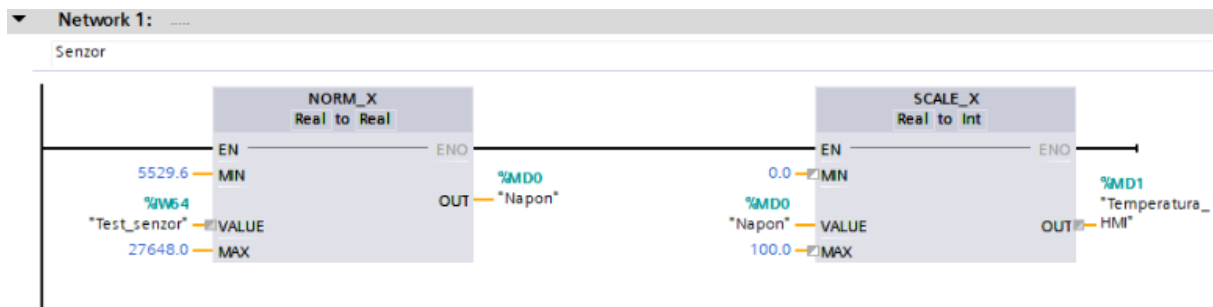 Network 1: .....
Senzor
NORM_X
Real to Real
EN
ENO
5529.6
MIN
%MD0
OUT
"Napon"
%IW64
"Test_senzor"
VALUE
27648.0
MAX
SCALE_X
Real to Int
EN
ENO
0.0
MIN
%MD1
"Temperatura_
HMI"
OUT
%MD0
"Napon"
VALUE
100.0
MAX